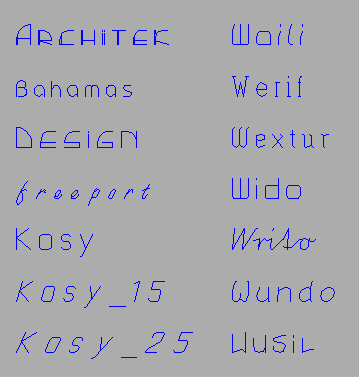 ARCHiTEK
Bahamas
DESIGN
freeport
Kosy
Kosy_15
Kosy_25
Waili
Werif
Wextur
Wido
Writo
Wundo
WUSiL